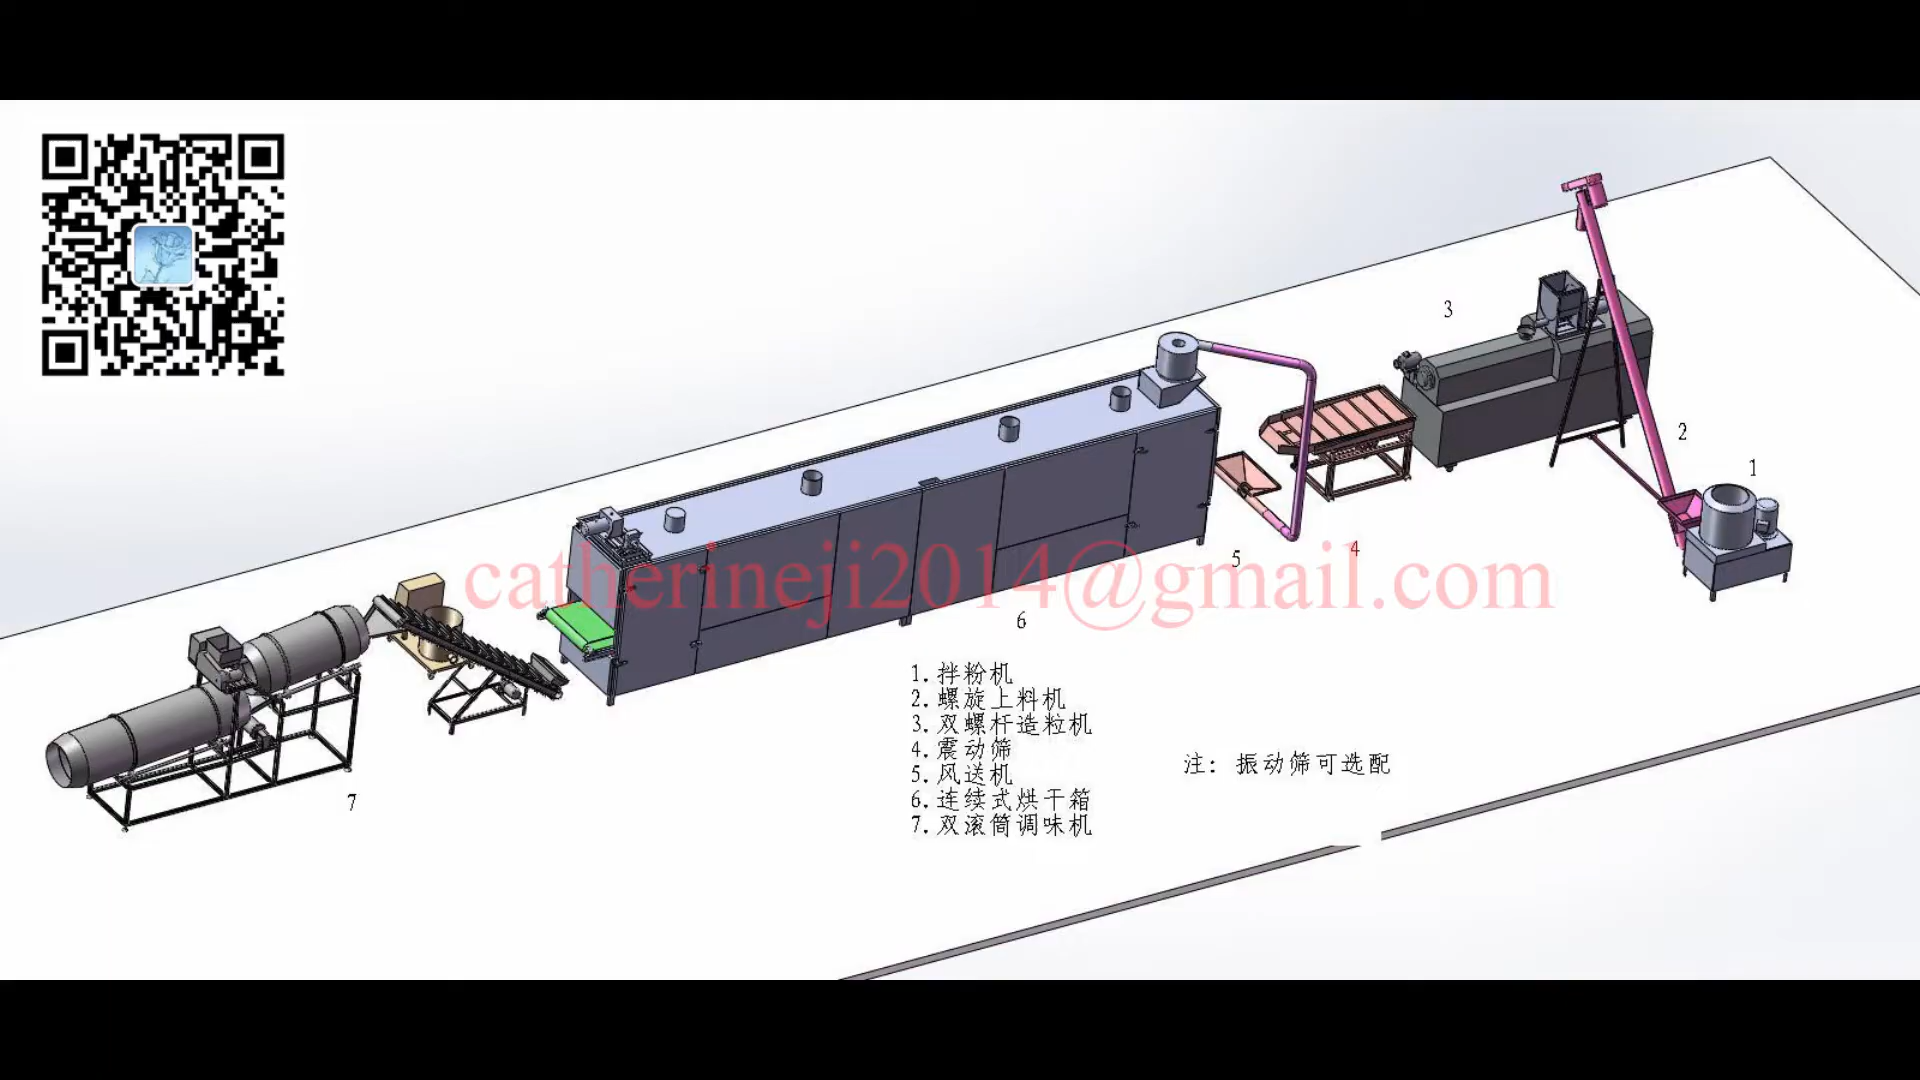 3
2
1
4
5
catherineji2014@gmail.com
6
1. 拌粉机
2. 螺旋上料机
3. 双螺杆造粒机
4. 震动筛
5. 风送机
6. 连续式烘干箱
7. 双滚筒调味机
注: 振动筛可选配
7